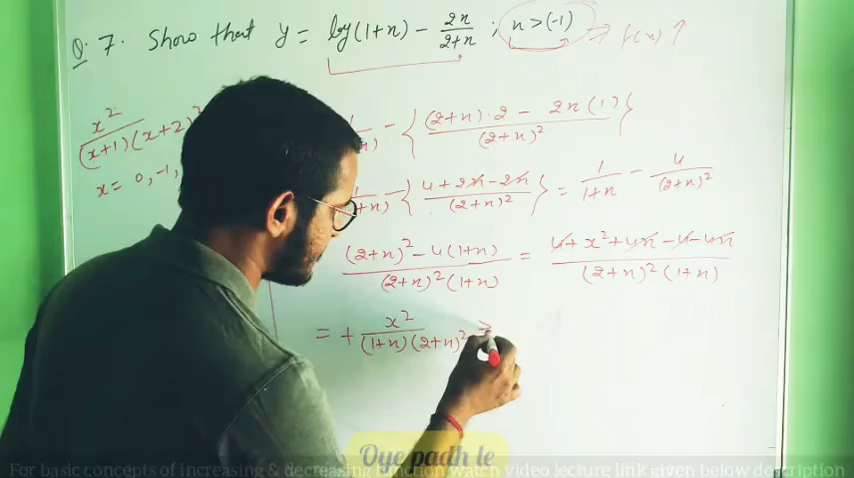 Q. 7. Show that y = log(1+x) − 2x/2+x ; x > (-1) → f(x) ↑
x²/(x+1)(x+2)²
x = 0, -1,
− { (2+x)·2 − 2x(1) / (2+x)² }
− { 4 + 2x − 2x / (2+x)² } = 1/1+x − 4/(2+x)²
(2+x)² − 4(1+x) / (2+x)² (1+x) = 4 + x² + 4x − 4 − 4x / (2+x)² (1+x)
= + x²/(1+x)(2+x)² ≥
Oye padh le
For basic concepts of increasing & decreasing function watch video lecture link given below description